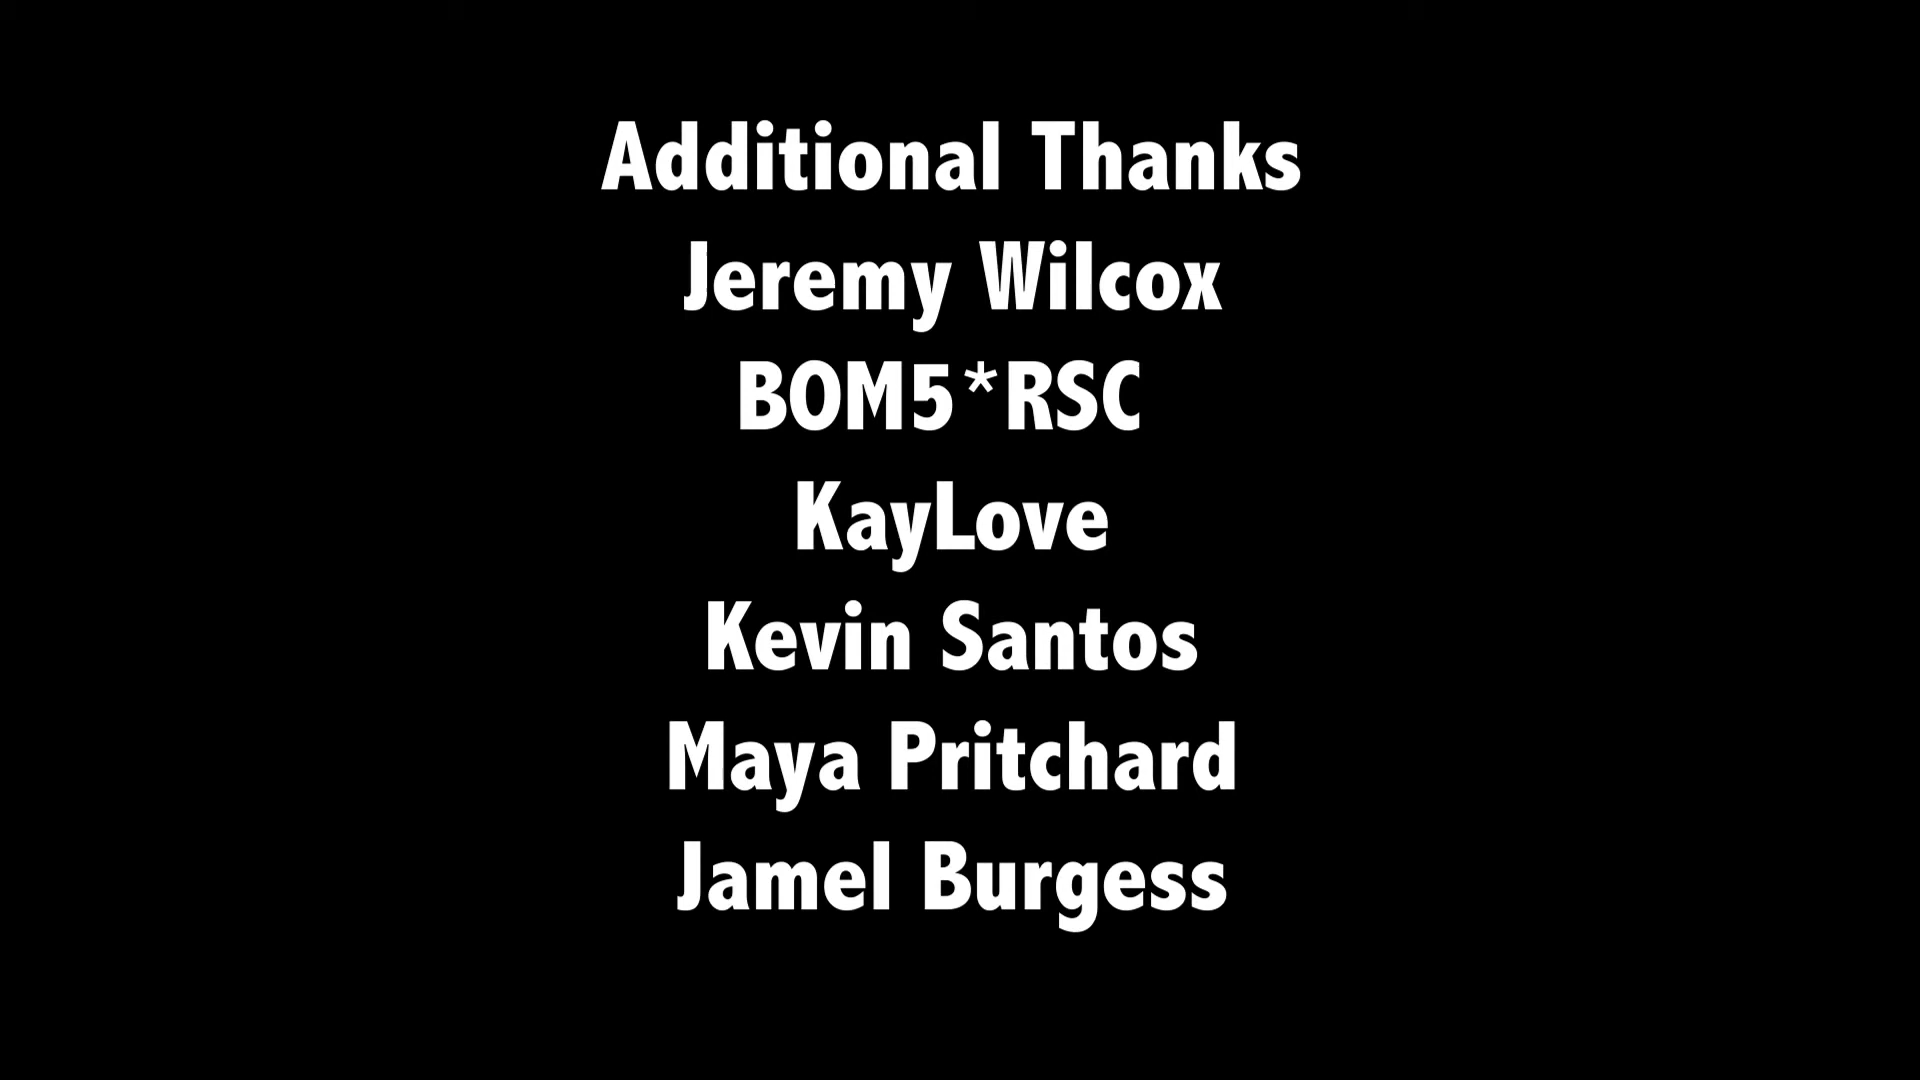 Additional Thanks
Jeremy Wilcox
BOM5*RSC
KayLove
Kevin Santos
Maya Pritchard
Jamel Burgess